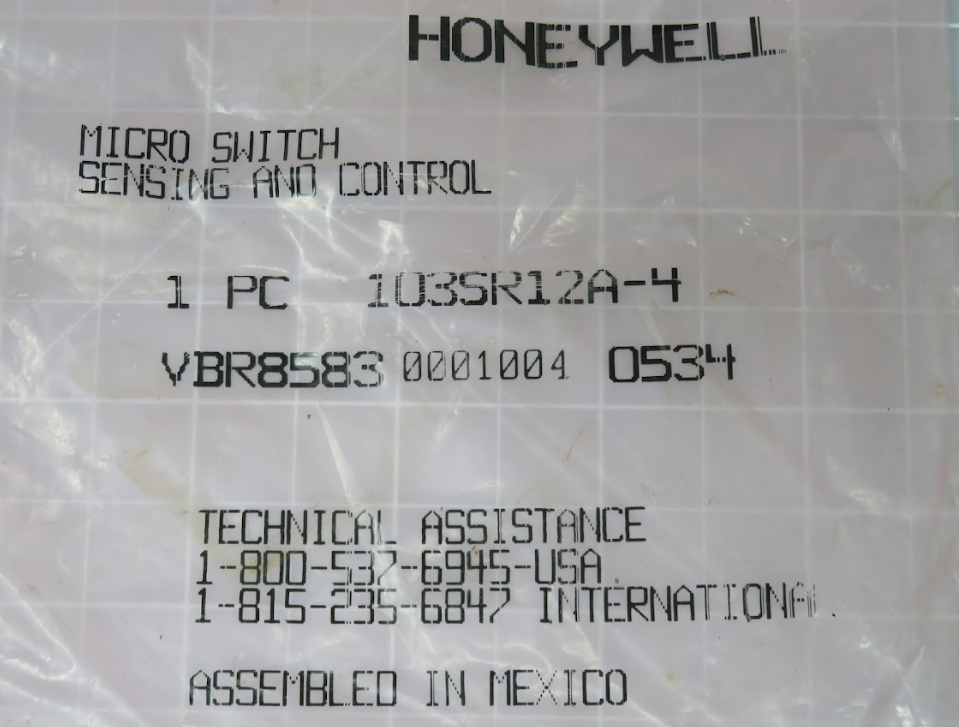 HONEYWELL
MICRO SWITCH
SENSING AND CONTROL
1 PC 103SR12A-4
VBR8583 0001004 0534
TECHNICAL ASSISTANCE
1-800-537-6945-USA
1-815-235-6847 INTERNATIONAL.
ASSEMBLED IN MEXICO